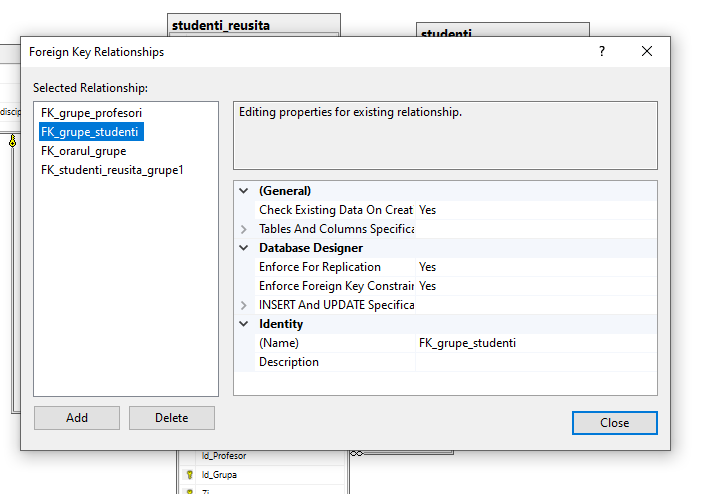 studenti_reusita
studenti
Foreign Key Relationships
?
Selected Relationship:
FK_grupe_profesori
FK_grupe_studenti
FK_orarul_grupe
FK_studenti_reusita_grupe1
Editing properties for existing relationship.
(General)
Check Existing Data On Creat Yes
Tables And Columns Specifica
Database Designer
Enforce For Replication Yes
Enforce Foreign Key Constrain Yes
INSERT And UPDATE Specifica
Identity
(Name) FK_grupe_studenti
Description
Add Delete
Close
discip
Id_Profesor
Id_Grupa